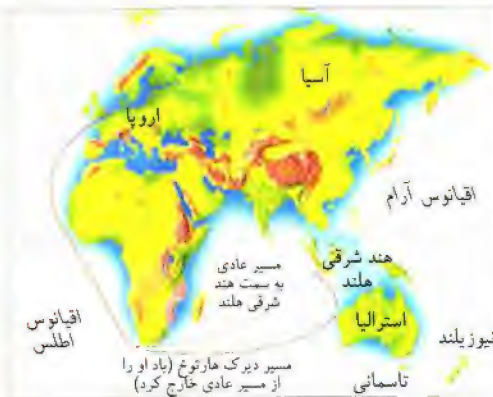 آسیا
اروپا
اقیانوس آرام
هند شرقی
هلند
مسیر عادی
به سمت هند
شرقی هلند
استرالیا
نیوزیلند
اقیانوس
اطلس
مسیر دیرک هارتوخ (باد او را
از مسیر عادی خارج کرد)
تاسمانی